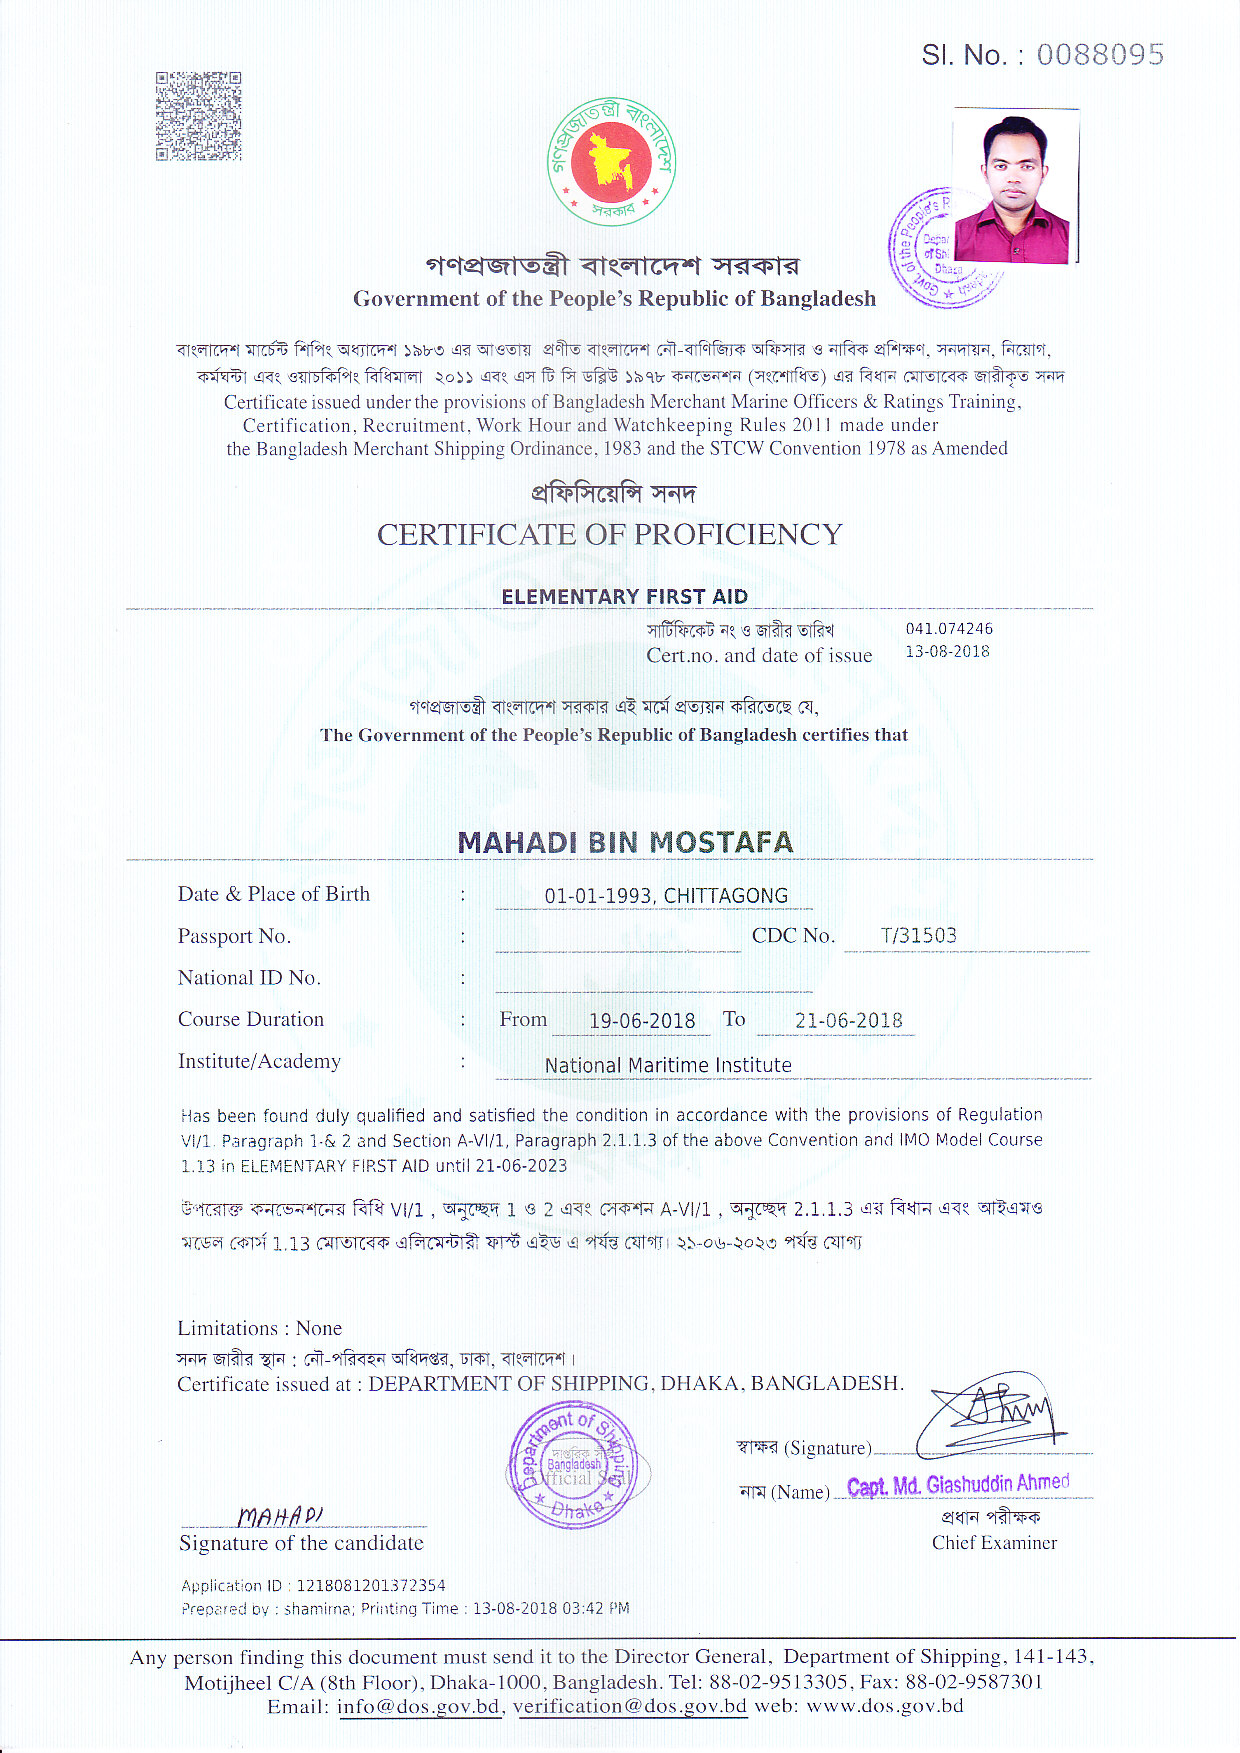 Sl. No. : 0088095
গণপ্রজাতন্ত্রী বাংলাদেশ
সরকার
গণপ্রজাতন্ত্রী বাংলাদেশ সরকার
Government of the People's Republic of Bangladesh
বাংলাদেশ মার্চেন্ট শিপিং অধ্যাদেশ ১৯৮৩ এর আওতায় প্রণীত বাংলাদেশ নৌ-বাণিজ্যিক অফিসার ও নাবিক প্রশিক্ষণ, সনদায়ন, নিয়োগ,
কর্মঘন্টা এবং ওয়াচকিপিং বিধিমালা ২০১১ এবং এস টি সি ডব্লিউ ১৯৭৮ কনভেনশন (সংশোধিত) এর বিধান মোতাবেক জারীকৃত সনদ
Certificate issued under the provisions of Bangladesh Merchant Marine Officers & Ratings Training,
Certification, Recruitment, Work Hour and Watchkeeping Rules 2011 made under
the Bangladesh Merchant Shipping Ordinance, 1983 and the STCW Convention 1978 as Amended
প্রফিসিয়েন্সি সনদ
CERTIFICATE OF PROFICIENCY
ELEMENTARY FIRST AID
সার্টিফিকেট নং ও জারীর তারিখ 041.074246
Cert.no. and date of issue 13-08-2018
গণপ্রজাতন্ত্রী বাংলাদেশ সরকার এই মর্মে প্রত্যয়ন করিতেছে যে,
The Government of the People's Republic of Bangladesh certifies that
MAHADI BIN MOSTAFA
Date & Place of Birth : 01-01-1993, CHITTAGONG
Passport No. : CDC No. T/31503
National ID No. :
Course Duration : From 19-06-2018 To 21-06-2018
Institute/Academy : National Maritime Institute
Has been found duly qualified and satisfied the condition in accordance with the provisions of Regulation
VI/1, Paragraph 1 & 2 and Section A-VI/1, Paragraph 2.1.1.3 of the above Convention and IMO Model Course
1.13 in ELEMENTARY FIRST AID until 21-06-2023
উপরোক্ত কনভেনশনের বিধি VI/1 , অনুচ্ছেদ 1 ও 2 এবং সেকশন A-VI/1 , অনুচ্ছেদ 2.1.1.3 এর বিধান এবং আইএমও
মডেল কোর্স 1.13 মোতাবেক এলিমেন্টারী ফার্স্ট এইড এ পর্যন্ত যোগ্য। ২১-০৬-২০২৩ পর্যন্ত যোগ্য
Limitations : None
সনদ জারীর স্থান : নৌ-পরিবহন অধিদপ্তর, ঢাকা, বাংলাদেশ।
Certificate issued at : DEPARTMENT OF SHIPPING, DHAKA, BANGLADESH.
Department of Shipping
Bangladesh
Official Seal
Dhaka
স্বাক্ষর (Signature)
নাম (Name) Capt. Md. Giashuddin Ahmed
প্রধান পরীক্ষক
Chief Examiner
MAHADI
Signature of the candidate
Application ID : 1218081201372354
Prepared by : shamima; Printing Time : 13-08-2018 03:42 PM
Any person finding this document must send it to the Director General, Department of Shipping, 141-143,
Motijheel C/A (8th Floor), Dhaka-1000, Bangladesh. Tel: 88-02-9513305, Fax: 88-02-9587301
Email: info@dos.gov.bd, verification@dos.gov.bd web: www.dos.gov.bd